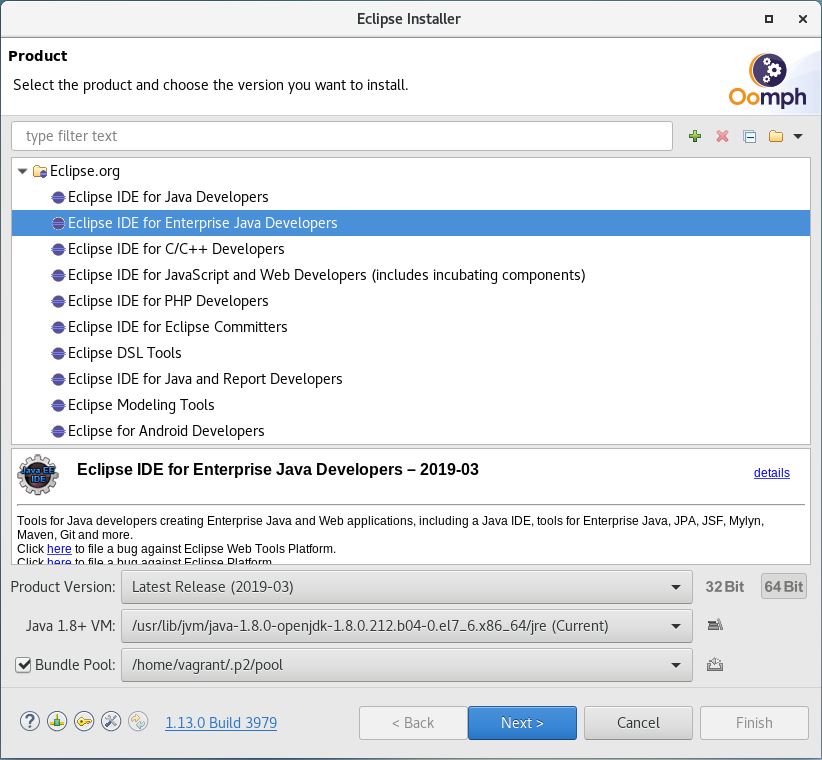 Eclipse Installer
Product
Select the product and choose the version you want to install.
Oomph
type filter text
Eclipse.org
Eclipse IDE for Java Developers
Eclipse IDE for Enterprise Java Developers
Eclipse IDE for C/C++ Developers
Eclipse IDE for JavaScript and Web Developers (includes incubating components)
Eclipse IDE for PHP Developers
Eclipse IDE for Eclipse Committers
Eclipse DSL Tools
Eclipse IDE for Java and Report Developers
Eclipse Modeling Tools
Eclipse for Android Developers
Java EE
IDE
Eclipse IDE for Enterprise Java Developers – 2019-03
details
Tools for Java developers creating Enterprise Java and Web applications, including a Java IDE, tools for Enterprise Java, JPA, JSF, Mylyn,
Maven, Git and more.
Click here to file a bug against Eclipse Web Tools Platform.
Click here to file a bug against Eclipse Platform.
Product Version: Latest Release (2019-03) 32 Bit 64 Bit
Java 1.8+ VM: /usr/lib/jvm/java-1.8.0-openjdk-1.8.0.212.b04-0.el7_6.x86_64/jre (Current)
Bundle Pool: /home/vagrant/.p2/pool
? 1.13.0 Build 3979 < Back Next > Cancel Finish